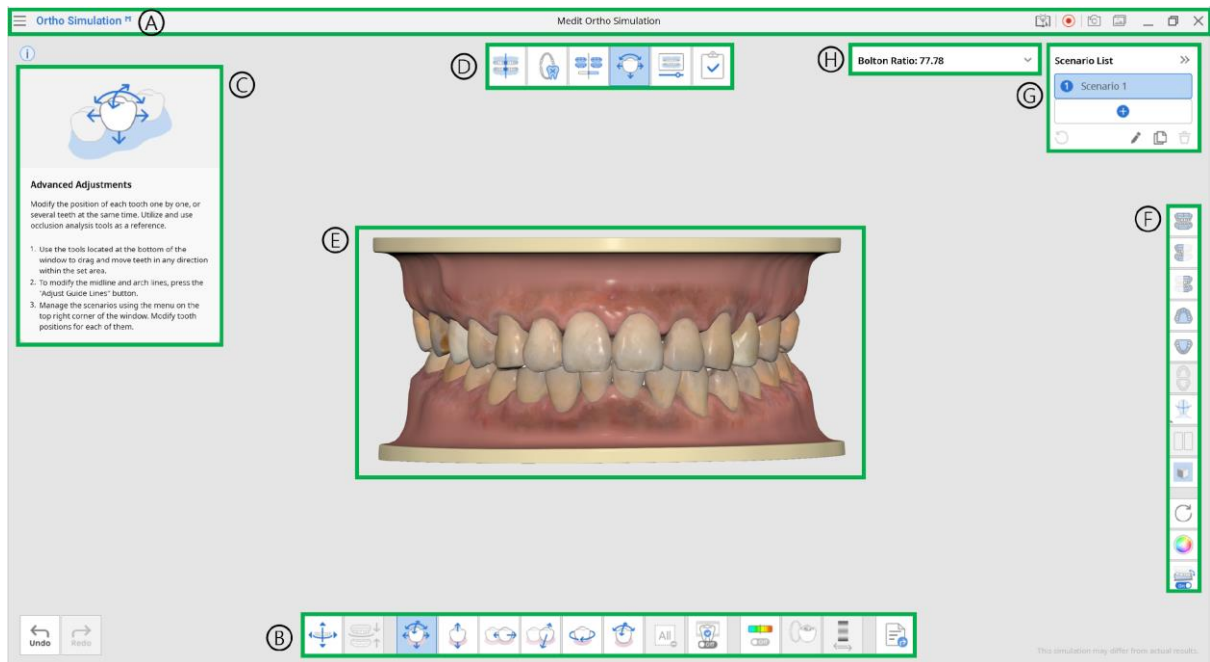 Ortho Simulation
A
Medit Ortho Simulation
C
D
H
Bolton Ratio: 77.78
G
Scenario List
1 Scenario 1
Advanced Adjustments
Modify the position of each tooth one by one, or
several teeth at the same time. Utilize and use
occlusion analysis tools as a reference.
1. Use the tools located at the bottom of the
window to drag and move teeth in any direction
within the set area.
2. To modify the midline and arch lines, press the
"Adjust Guide Lines" button.
3. Manage the scenarios using the menu on the
top right corner of the window. Modify tooth
positions for each of them.
E
F
Undo
Redo
B
All
OFF
OFF
This simulation may differ from actual results.